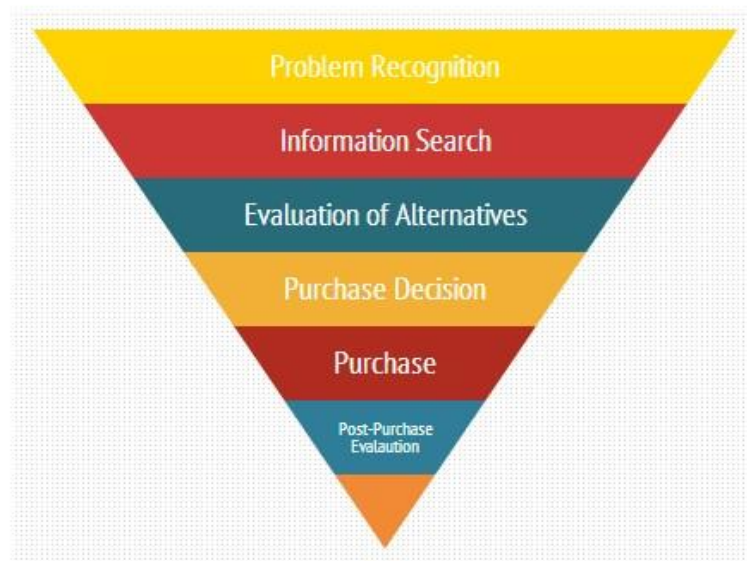 Problem Recognition
Information Search
Evaluation of Alternatives
Purchase Decision
Purchase
Post-Purchase
Evalaution